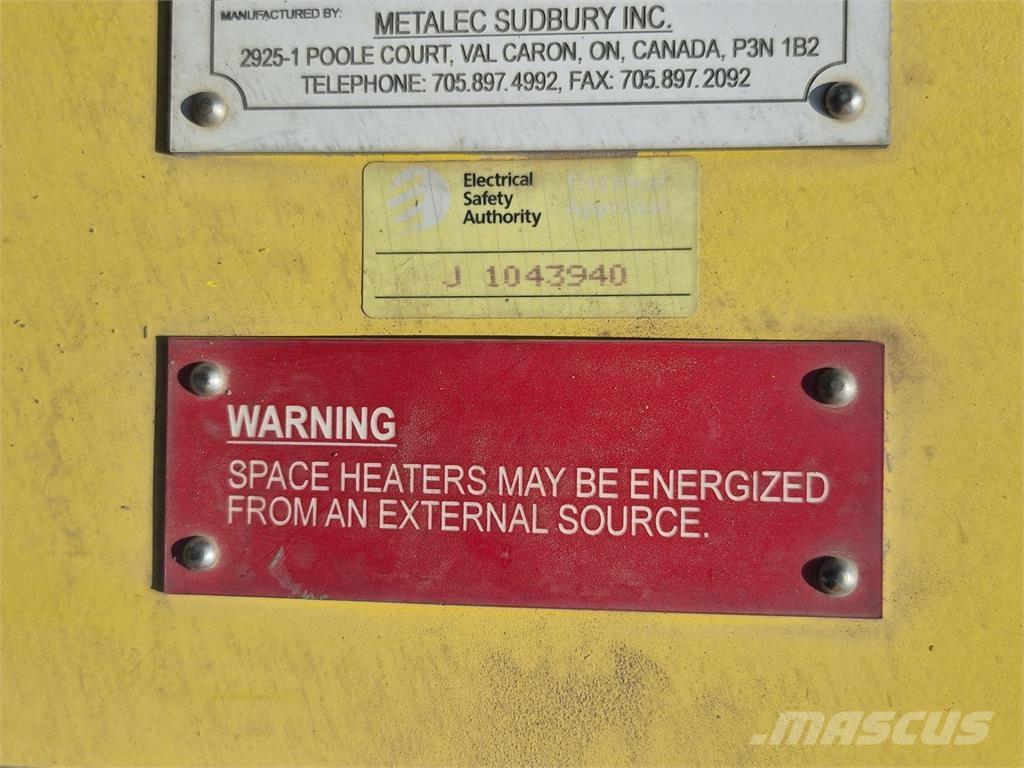 MANUFACTURED BY: METALEC SUDBURY INC.
2925-1 POOLE COURT, VAL CARON, ON, CANADA, P3N 1B2
TELEPHONE: 705.897.4992, FAX: 705.897.2092
Electrical
Safety
Authority
J 1043940
WARNING
SPACE HEATERS MAY BE ENERGIZED
FROM AN EXTERNAL SOURCE.
MASCUS